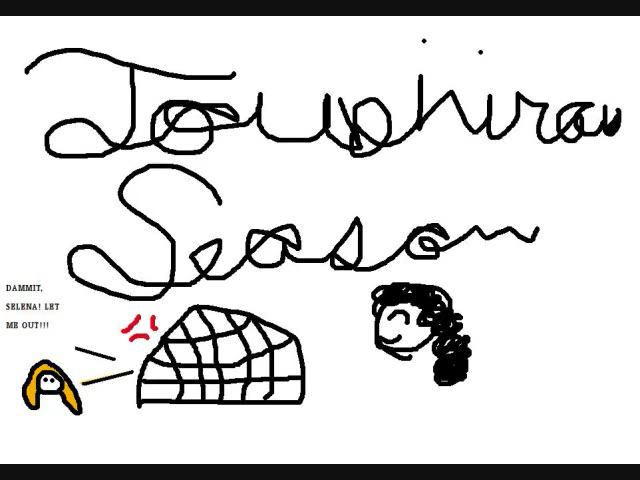 Toushirou
Season
DAMMIT,
SELENA! LET
ME OUT!!!